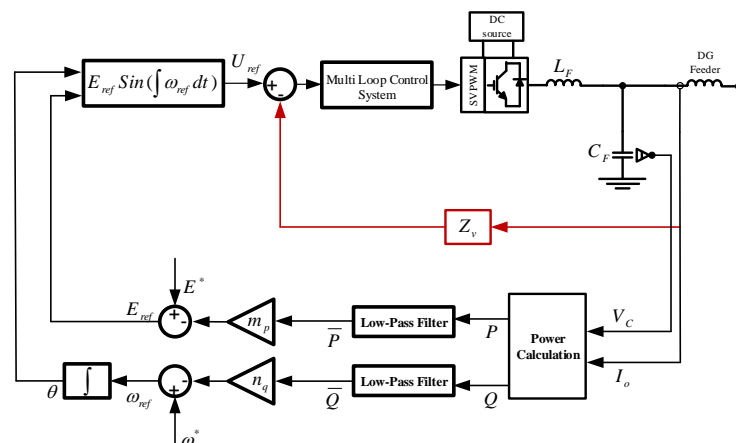 DC
source
E_ref Sin(∫ω_ref dt)
U_ref
+
-
Multi Loop Control
System
SVPWM
L_F
DG
Feeder
C_F
Z_v
E*
E_ref
+
-
m_p
P̅
Low-Pass Filter
P
Power
Calculation
V_C
I_o
θ
∫
ω_ref
+
-
n_q
Q̅
Low-Pass Filter
Q
ω*